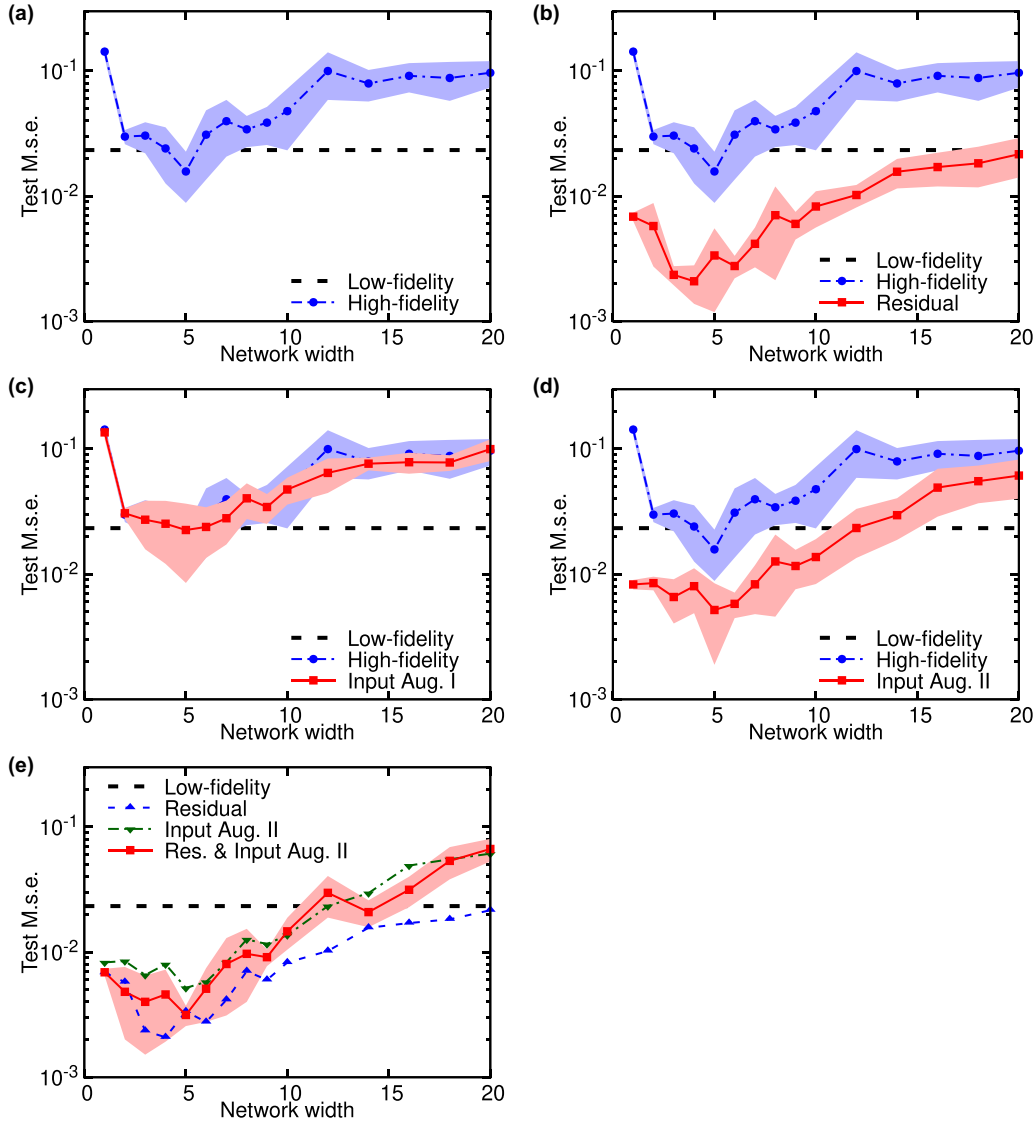 (a)
10⁻¹
10⁻²
10⁻³
Test M.s.e.
Low-fidelity
High-fidelity
0 5 10 15 20
Network width
(b)
10⁻¹
10⁻²
10⁻³
Test M.s.e.
Low-fidelity
High-fidelity
Residual
0 5 10 15 20
Network width
(c)
10⁻¹
10⁻²
10⁻³
Test M.s.e.
Low-fidelity
High-fidelity
Input Aug. I
0 5 10 15 20
Network width
(d)
10⁻¹
10⁻²
10⁻³
Test M.s.e.
Low-fidelity
High-fidelity
Input Aug. II
0 5 10 15 20
Network width
(e)
Low-fidelity
Residual
Input Aug. II
Res. & Input Aug. II
10⁻¹
10⁻²
10⁻³
Test M.s.e.
0 5 10 15 20
Network width